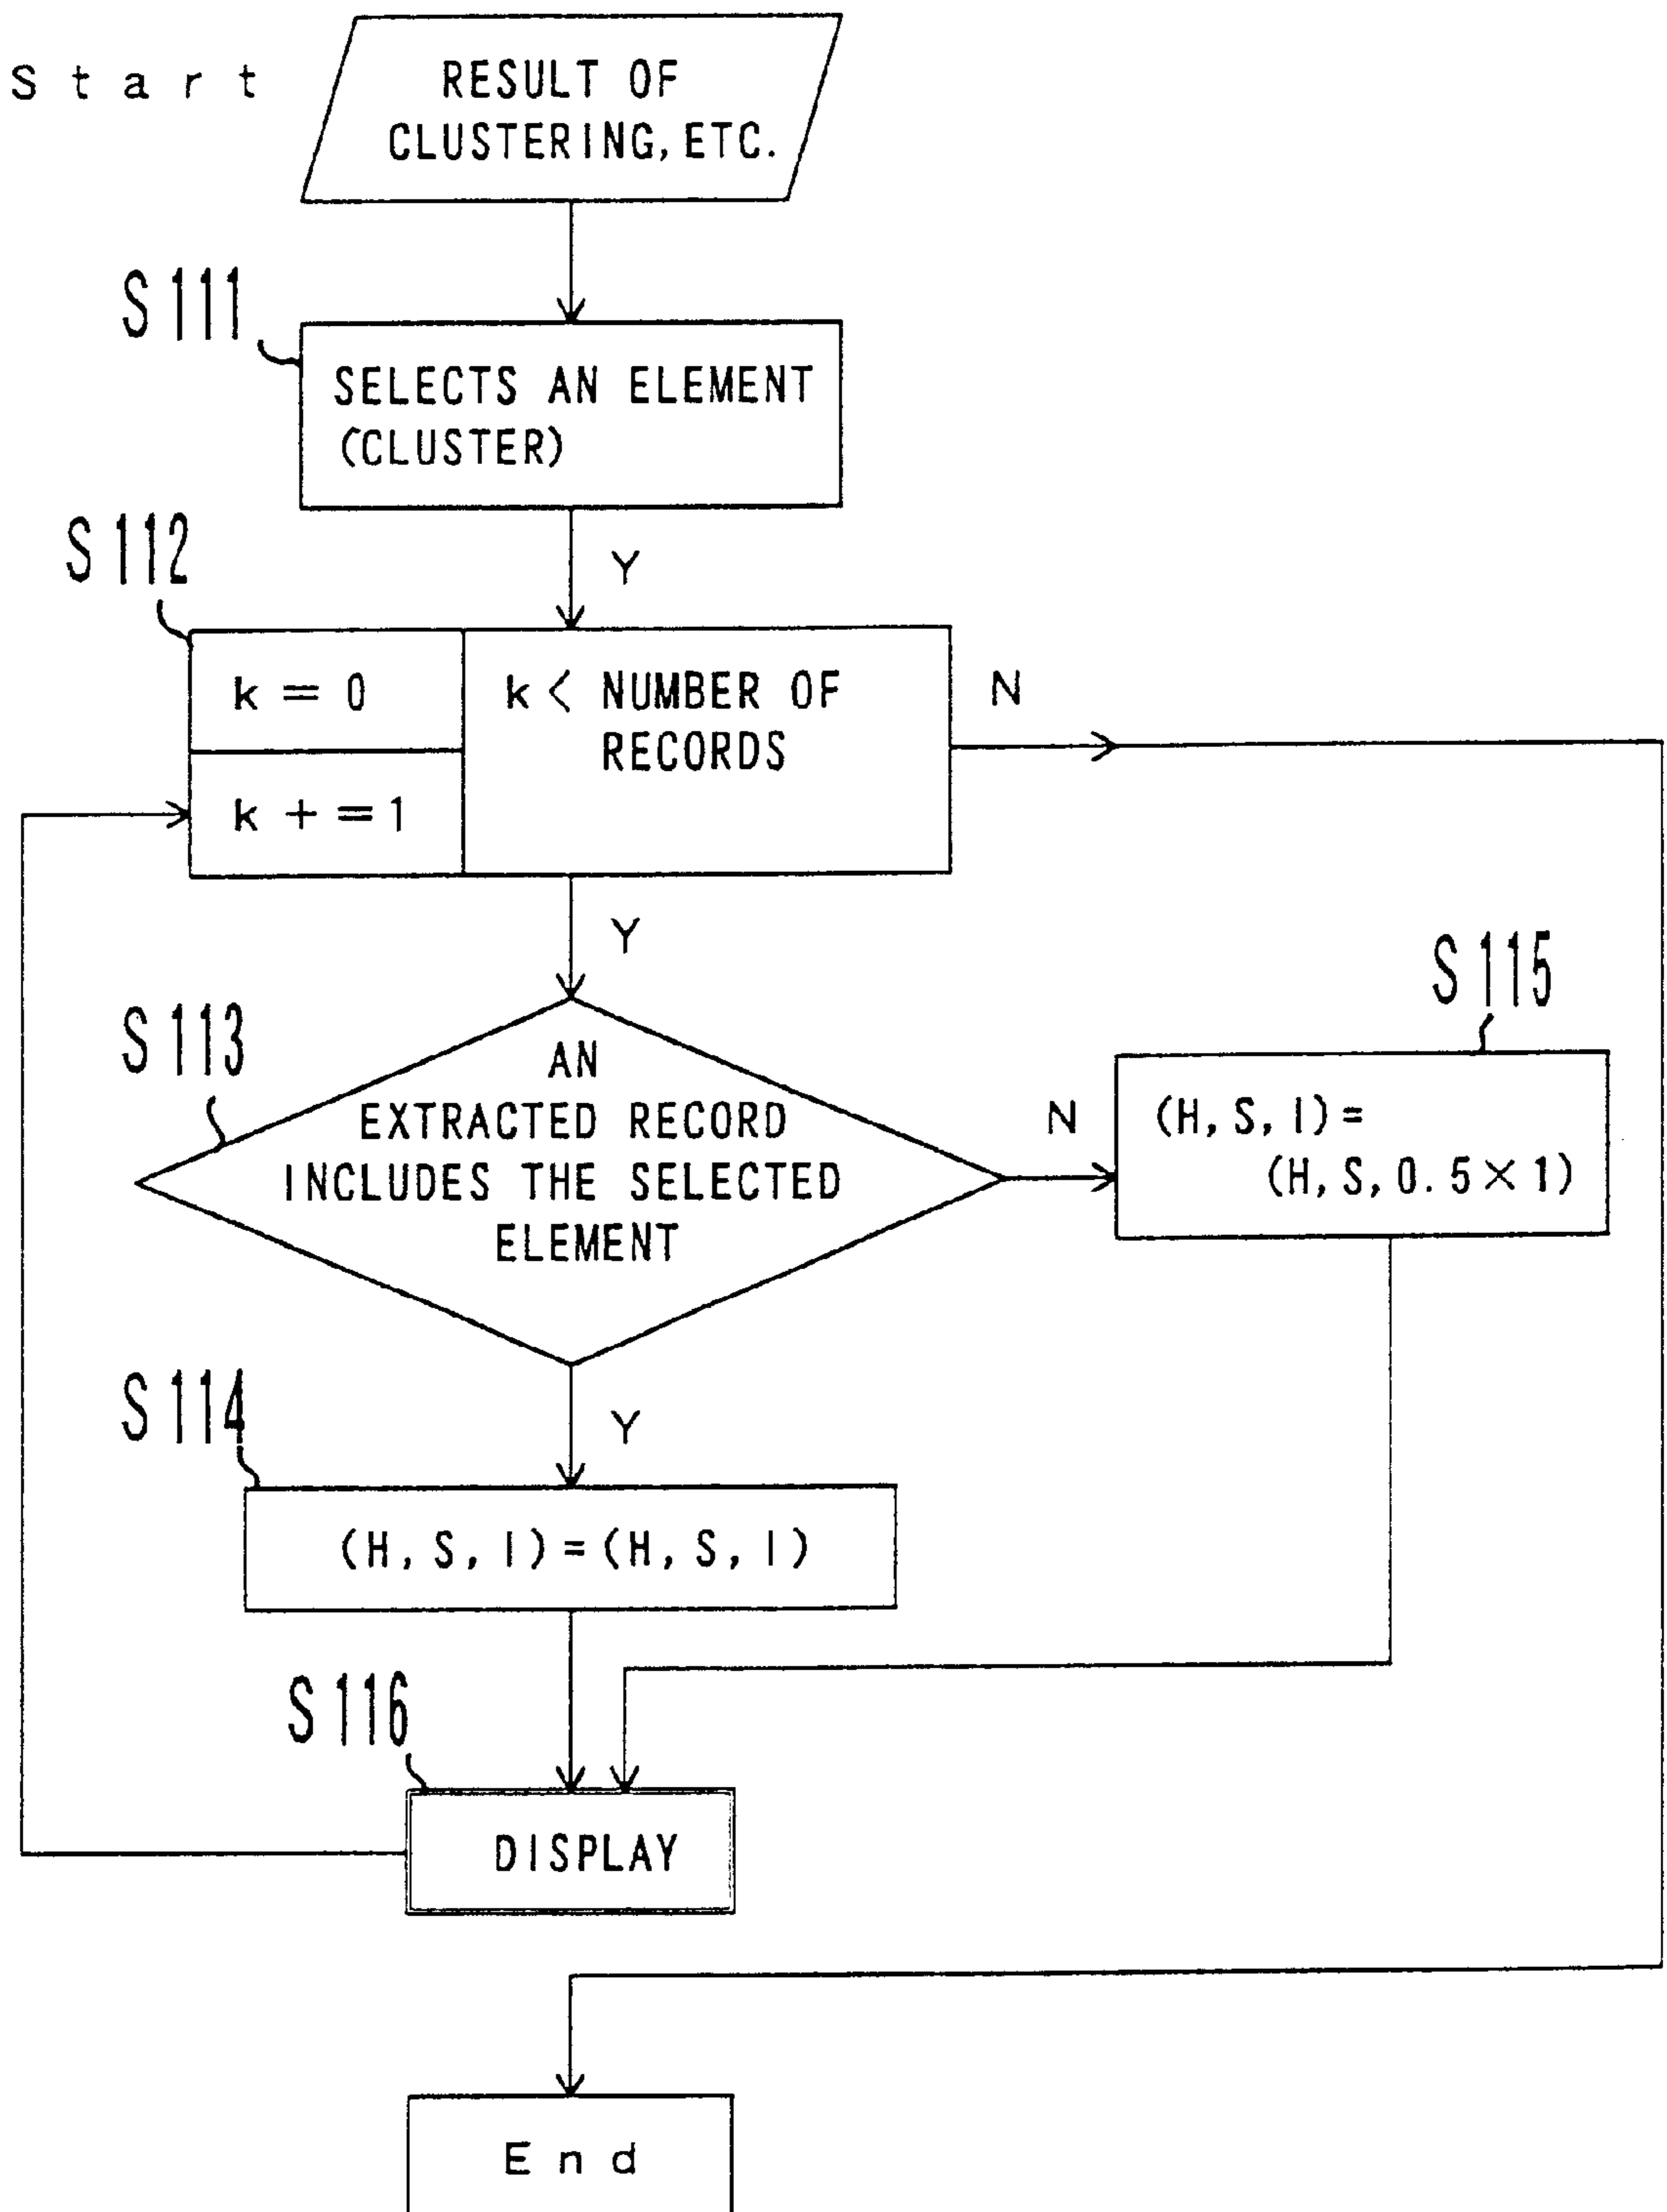 Start
RESULT OF
CLUSTERING, ETC.
S111
SELECTS AN ELEMENT
(CLUSTER)
Y
S112
k = 0
k < NUMBER OF
RECORDS
N
k + = 1
Y
S113
AN
EXTRACTED RECORD
INCLUDES THE SELECTED
ELEMENT
N
S115
(H, S, I) =
(H, S, 0.5 × 1)
Y
S114
(H, S, I) = (H, S, I)
S116
DISPLAY
End